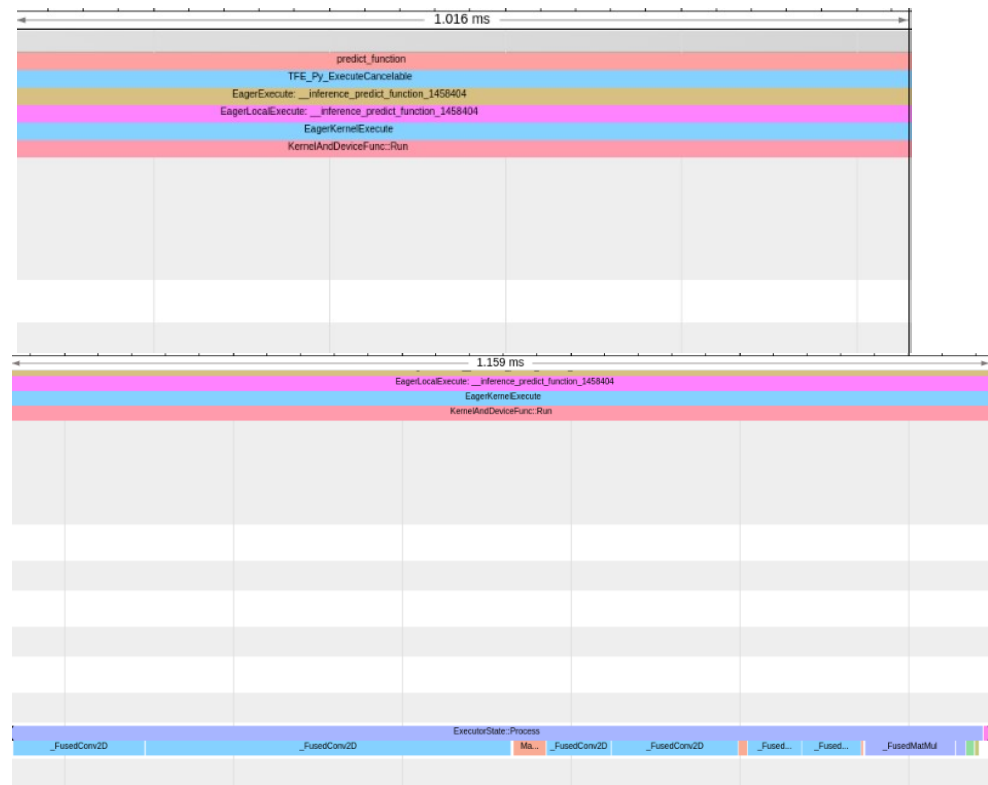 1.016 ms
predict_function
TFE_Py_ExecuteCancelable
EagerExecute: __inference_predict_function_1458404
EagerLocalExecute: __inference_predict_function_1458404
EagerKernelExecute
KernelAndDeviceFunc::Run
1.159 ms
EagerLocalExecute: __inference_predict_function_1458404
EagerKernelExecute
KernelAndDeviceFunc::Run
ExecutorState::Process
_FusedConv2D _FusedConv2D Ma... _FusedConv2D _FusedConv2D _Fused... _Fused... _FusedMatMul